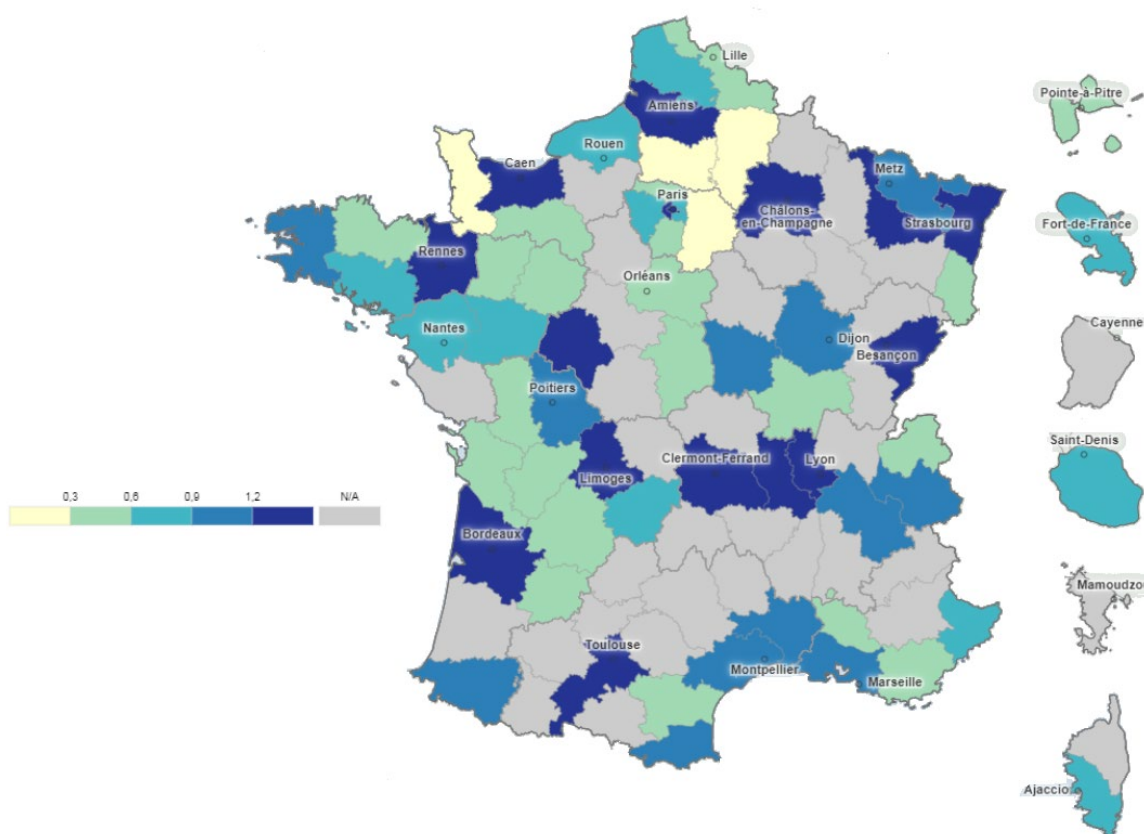 Lille
Pointe-à-Pitre
Amiens
Rouen
Caen
Metz
Paris
Châlons-
en-Champagne
Strasbourg
Fort-de-France
Rennes
Orléans
Cayenne
Nantes
Dijon
Besançon
Poitiers
Saint-Denis
Clermont-Ferrand
Lyon
Limoges
0,3 0,6 0,9 1,2 N/A
Bordeaux
Mamoudzou
Toulouse
Montpellier
Marseille
Ajaccio